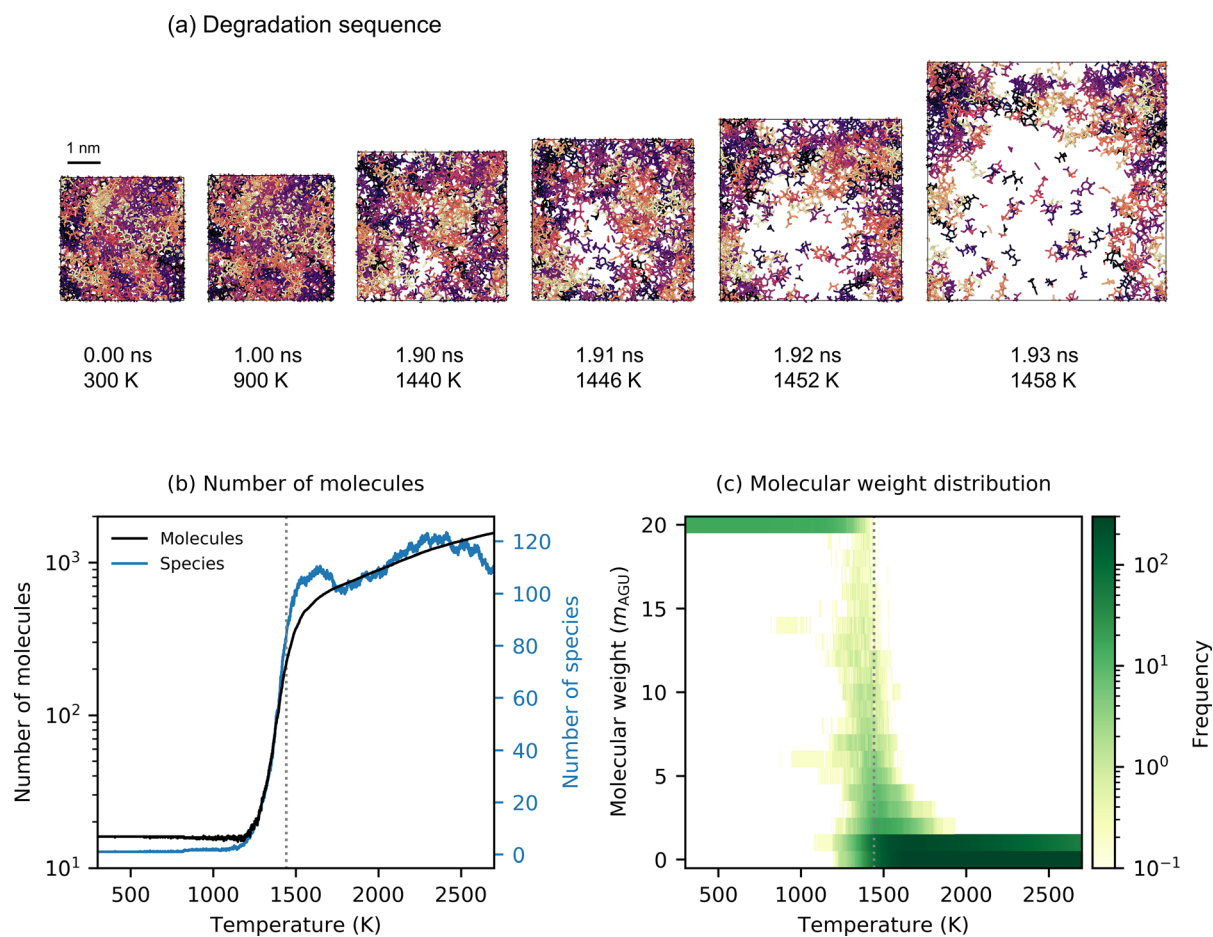 (a) Degradation sequence
1 nm
0.00 ns
300 K
1.00 ns
900 K
1.90 ns
1440 K
1.91 ns
1446 K
1.92 ns
1452 K
1.93 ns
1458 K
(b) Number of molecules
Molecules
Species
10³
10²
10¹
Number of molecules
120
100
80
60
40
20
0
Number of species
500 1000 1500 2000 2500
Temperature (K)
(c) Molecular weight distribution
20
15
10
5
0
Molecular weight (m_AGU)
500 1000 1500 2000 2500
Temperature (K)
10²
10¹
10⁰
10⁻¹
Frequency